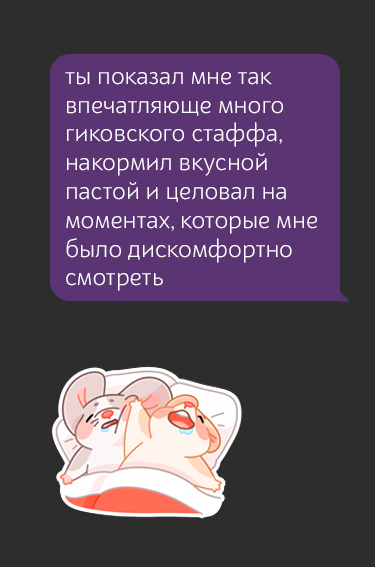 ты показал мне так
впечатляюще много
гиковского стаффа,
накормил вкусной
пастой и целовал на
моментах, которые мне
было дискомфортно
смотреть